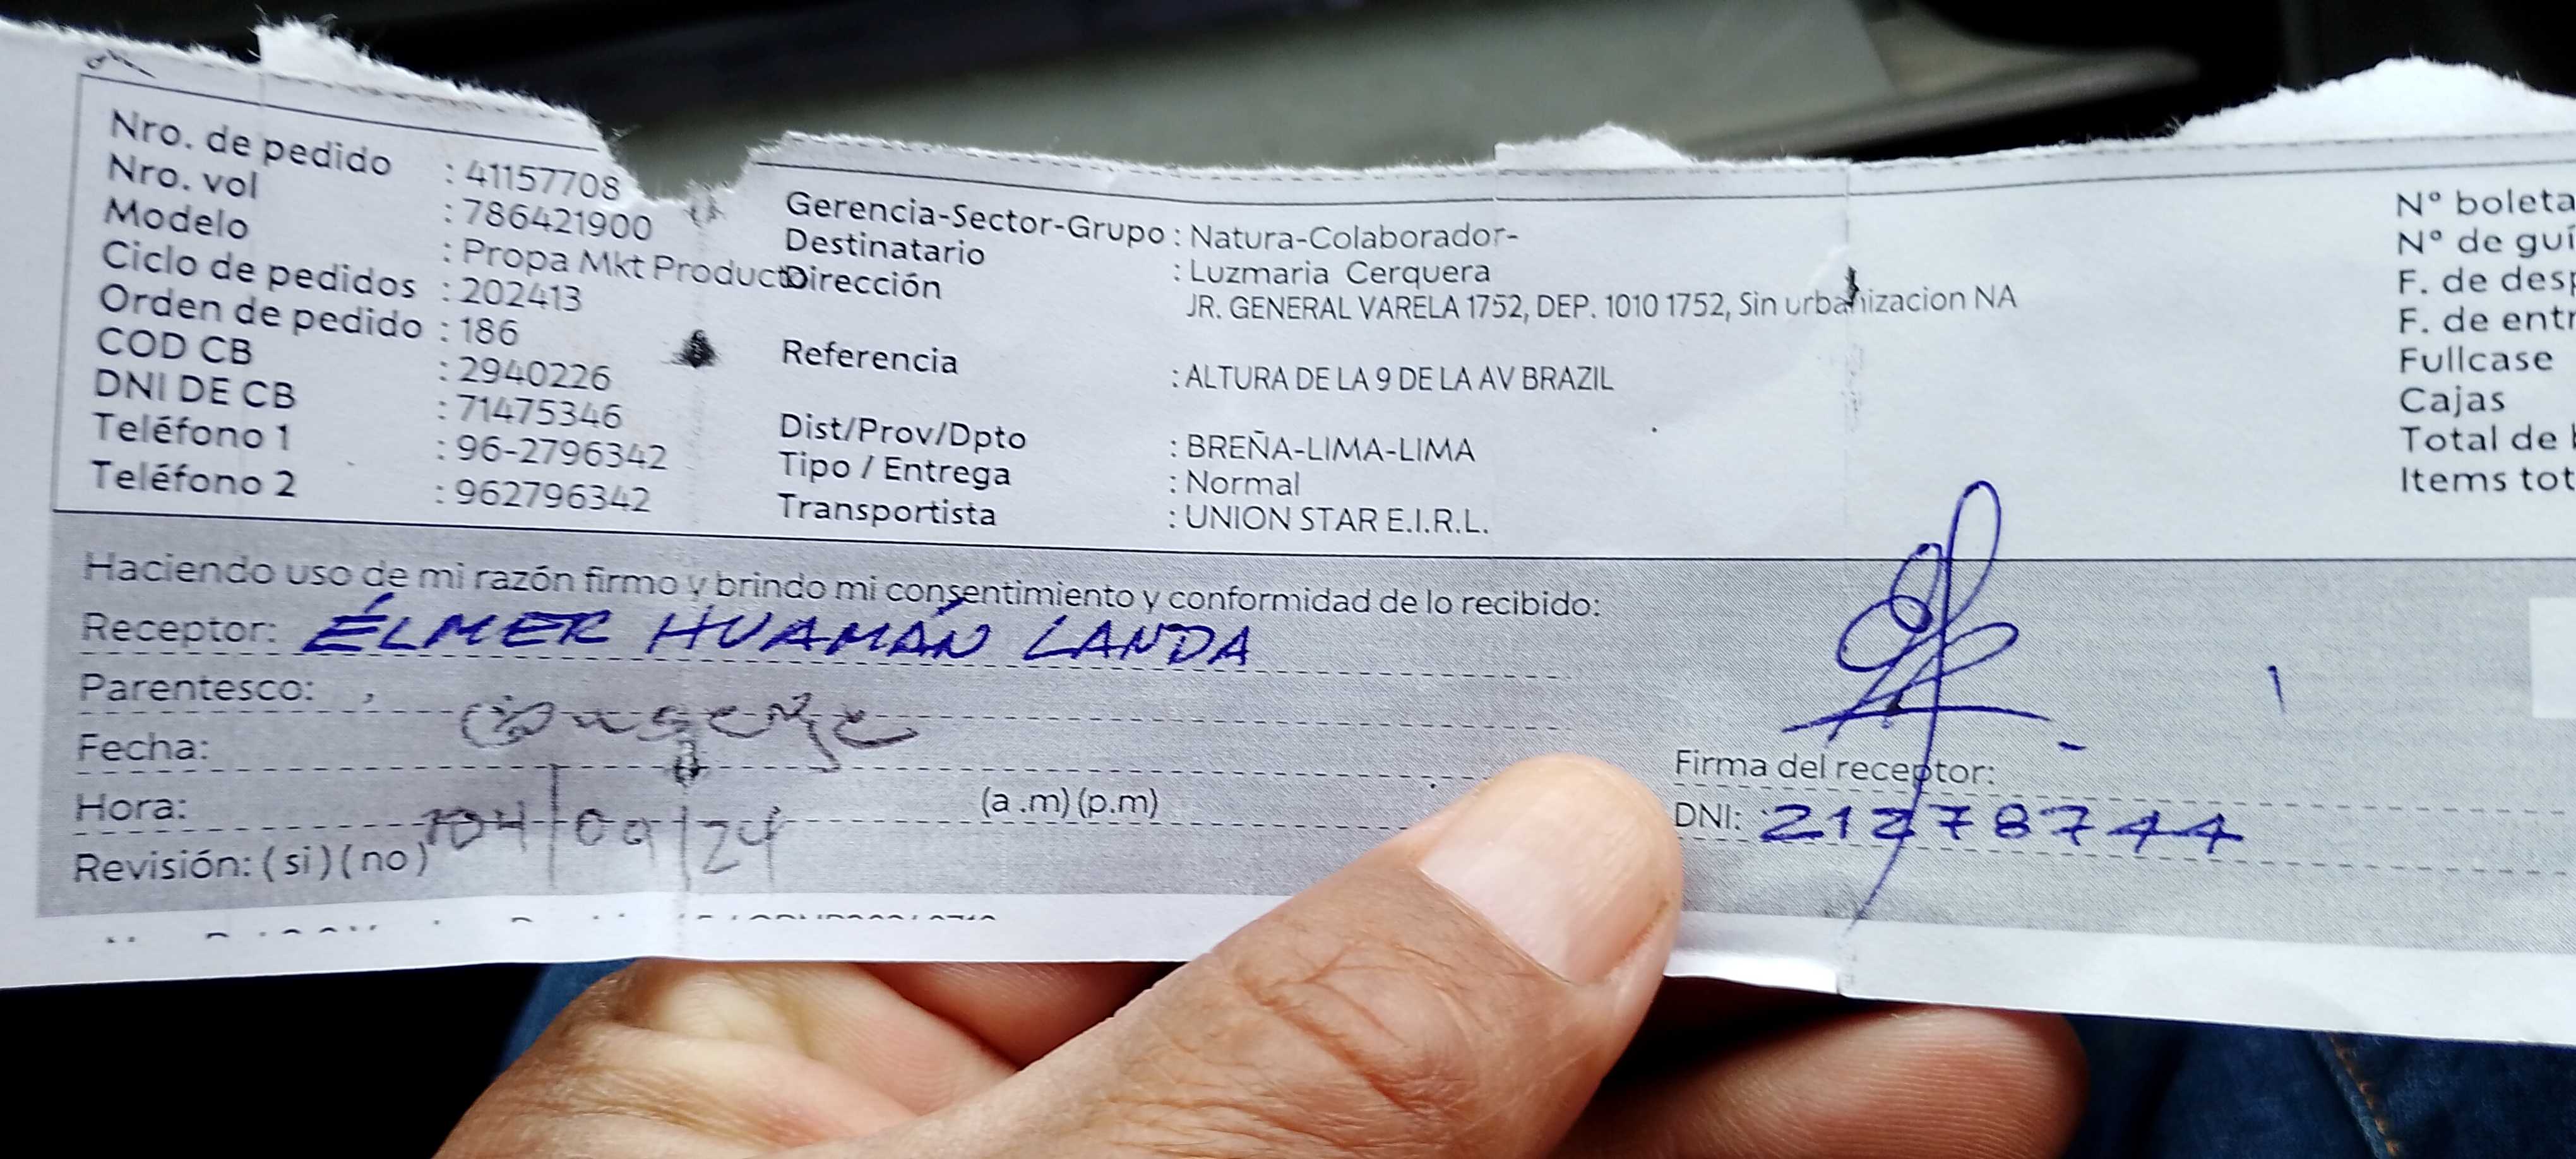 Nro. de pedido : 41157708
Nro. vol : 786421900
Modelo : Propa Mkt Producto
Ciclo de pedidos : 202413
Orden de pedido : 186
COD CB : 2940226
DNI DE CB : 71475346
Teléfono 1 : 96-2796342
Teléfono 2 : 962796342
Gerencia-Sector-Grupo : Natura-Colaborador-
Destinatario : Luzmaria Cerquera
Dirección JR. GENERAL VARELA 1752, DEP. 1010 1752, Sin urbanizacion NA
Referencia : ALTURA DE LA 9 DE LA AV BRAZIL
Dist/Prov/Dpto : BREÑA-LIMA-LIMA
Tipo / Entrega : Normal
Transportista : UNION STAR E.I.R.L.
N° boleta
N° de guí
F. de desp
F. de entr
Fullcase
Cajas
Total de
Items tot
Haciendo uso de mi razón firmo y brindo mi consentimiento y conformidad de lo recibido:
Receptor: ÉLMER HUAMÁN LANDA
Parentesco:
Fecha:
Hora: (a .m) (p.m)
04/09/24
Revisión: ( si ) ( no )
Firma del receptor:
DNI: 21278744